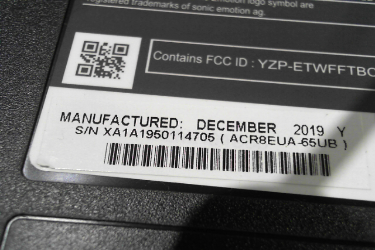 registered trademarks of sonic emotion ag.
Contains FCC ID : YZP-ETWFFTBC
MANUFACTURED: DECEMBER 2019 Y
S/N XA1A1950114705 ( ACR8EUA-65UB )